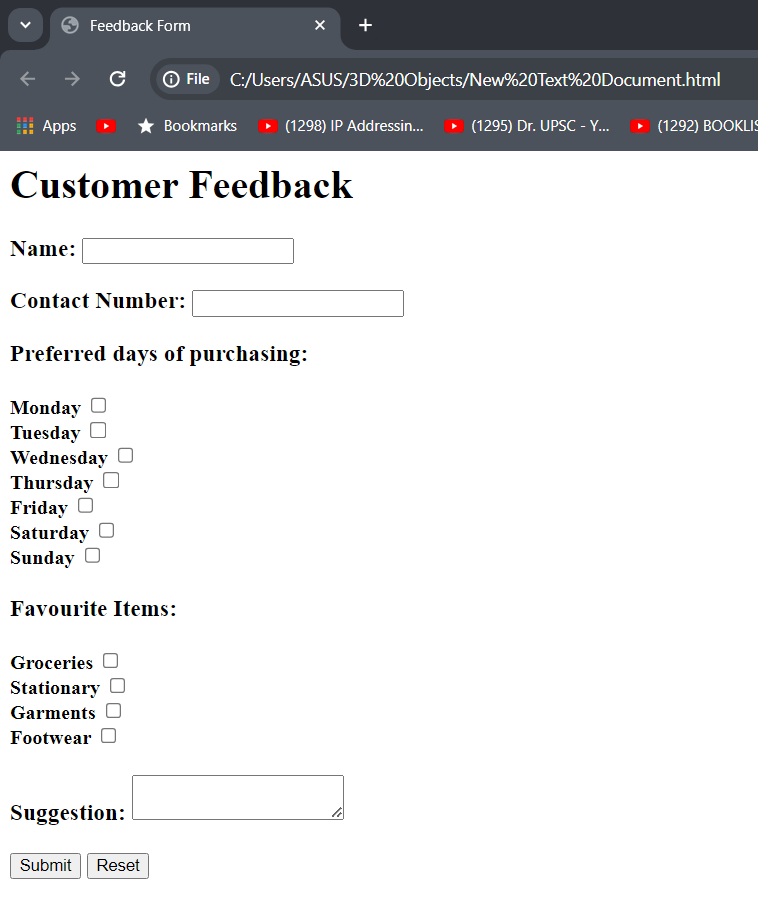 Feedback Form
File C:/Users/ASUS/3D%20Objects/New%20Text%20Document.html
Apps Bookmarks (1298) IP Addressin... (1295) Dr. UPSC - Y... (1292) BOOKLIS
Customer Feedback
Name:
Contact Number:
Preferred days of purchasing:
Monday
Tuesday
Wednesday
Thursday
Friday
Saturday
Sunday
Favourite Items:
Groceries
Stationary
Garments
Footwear
Suggestion:
Submit Reset